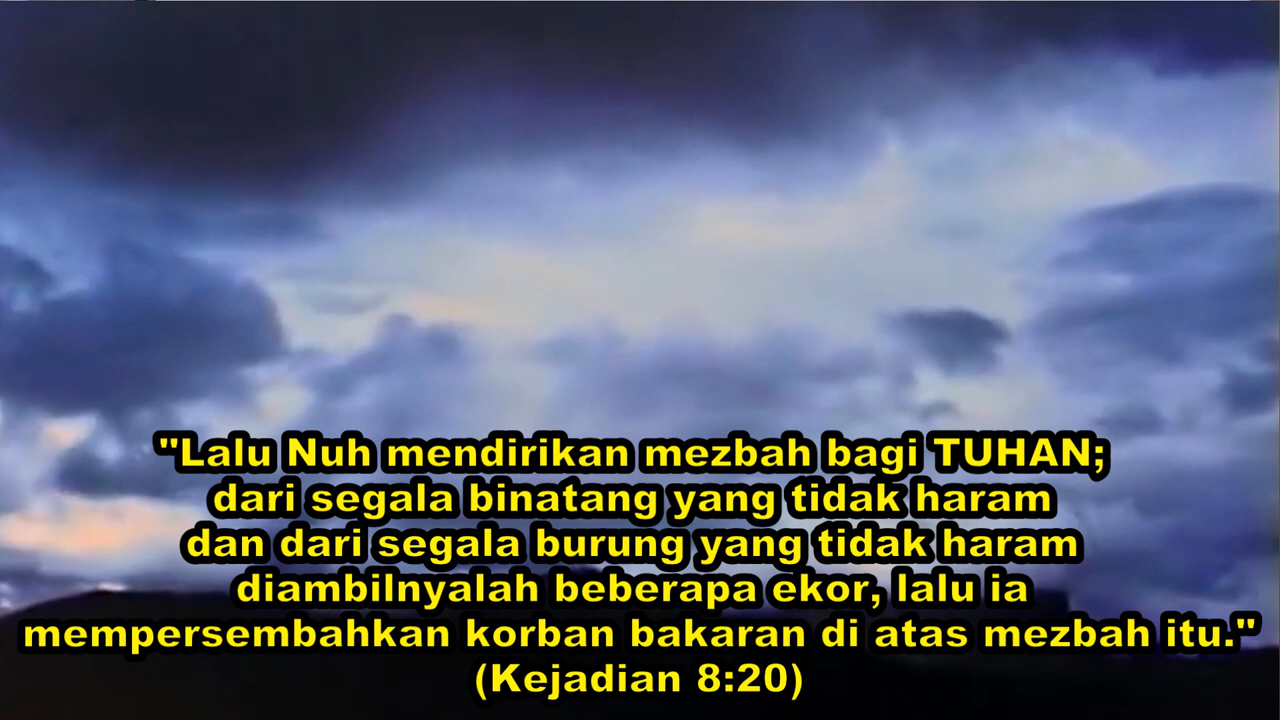 "Lalu Nuh mendirikan mezbah bagi TUHAN;
dari segala binatang yang tidak haram
dan dari segala burung yang tidak haram
diambilnyalah beberapa ekor, lalu ia
mempersembahkan korban bakaran di atas mezbah itu."
(Kejadian 8:20)